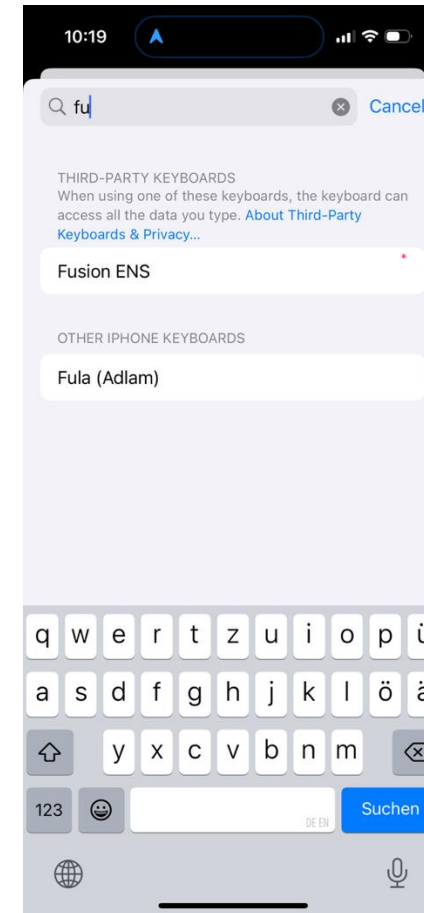 10:19
fu
Cancel
THIRD-PARTY KEYBOARDS
When using one of these keyboards, the keyboard can
access all the data you type. About Third-Party
Keyboards & Privacy...
Fusion ENS
*
OTHER IPHONE KEYBOARDS
Fula (Adlam)
q w e r t z u i o p ü
a s d f g h j k l ö ä
y x c v b n m
123
DE EN
Suchen